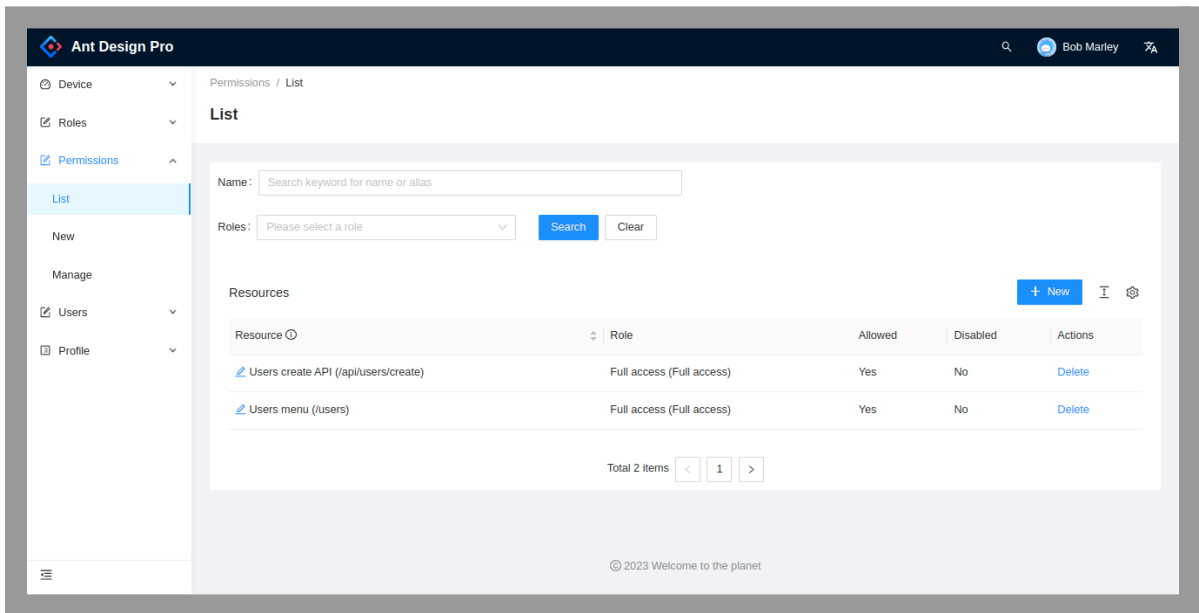 Ant Design Pro
Bob Marley
Device
Roles
Permissions
List
New
Manage
Users
Profile
Permissions / List
List
Name: Search keyword for name or alias
Roles: Please select a role Search Clear
Resources + New
Resource Role Allowed Disabled Actions
Users create API (/api/users/create) Full access (Full access) Yes No Delete
Users menu (/users) Full access (Full access) Yes No Delete
Total 2 items < 1 >
© 2023 Welcome to the planet